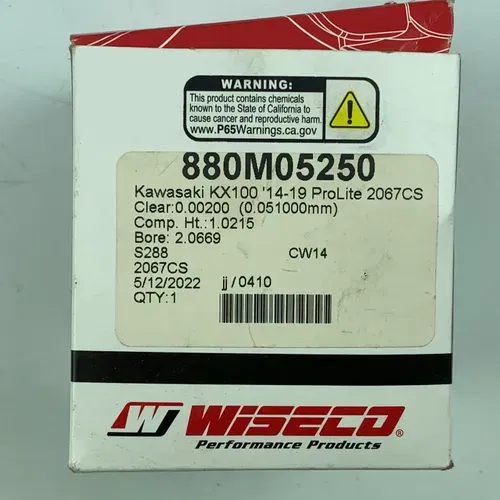 WARNING:
This product contains chemicals
known to the State of California to
cause cancer and reproductive harm.
www.P65Warnings.ca.gov
880M05250
Kawasaki KX100 '14-19 ProLite 2067CS
Clear:0.00200 (0.051000mm)
Comp. Ht.:1.0215
Bore: 2.0669
S288 CW14
2067CS
5/12/2022 jj/0410
QTY:1
W WISECO®
Performance Products